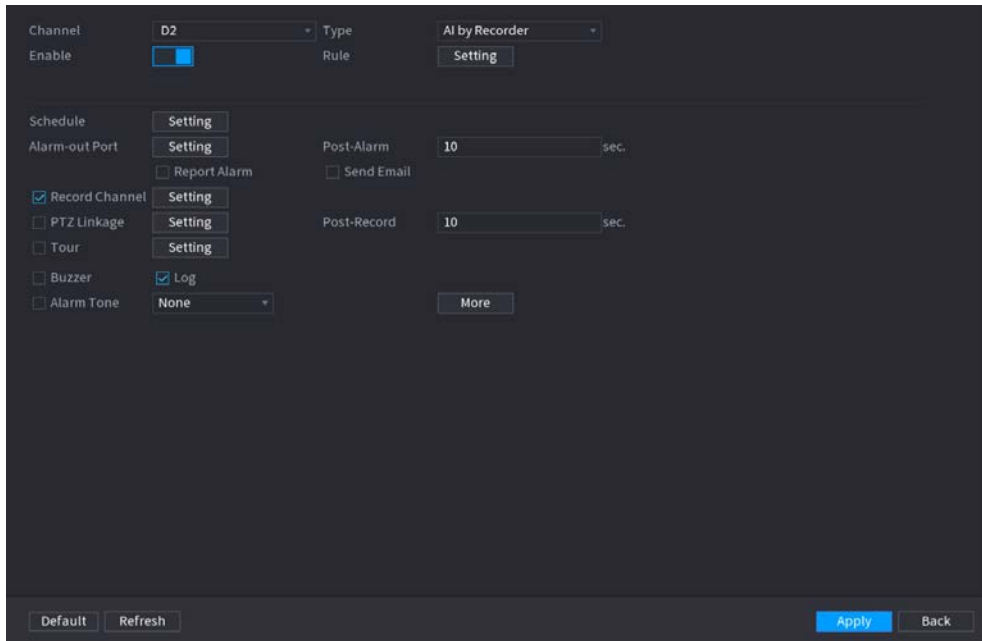 Channel D2 Type AI by Recorder
Enable Rule Setting
Schedule Setting
Alarm-out Port Setting Post-Alarm 10 sec.
Report Alarm Send Email
Record Channel Setting
PTZ Linkage Setting Post-Record 10 sec.
Tour Setting
Buzzer Log
Alarm Tone None More
Default Refresh Apply Back